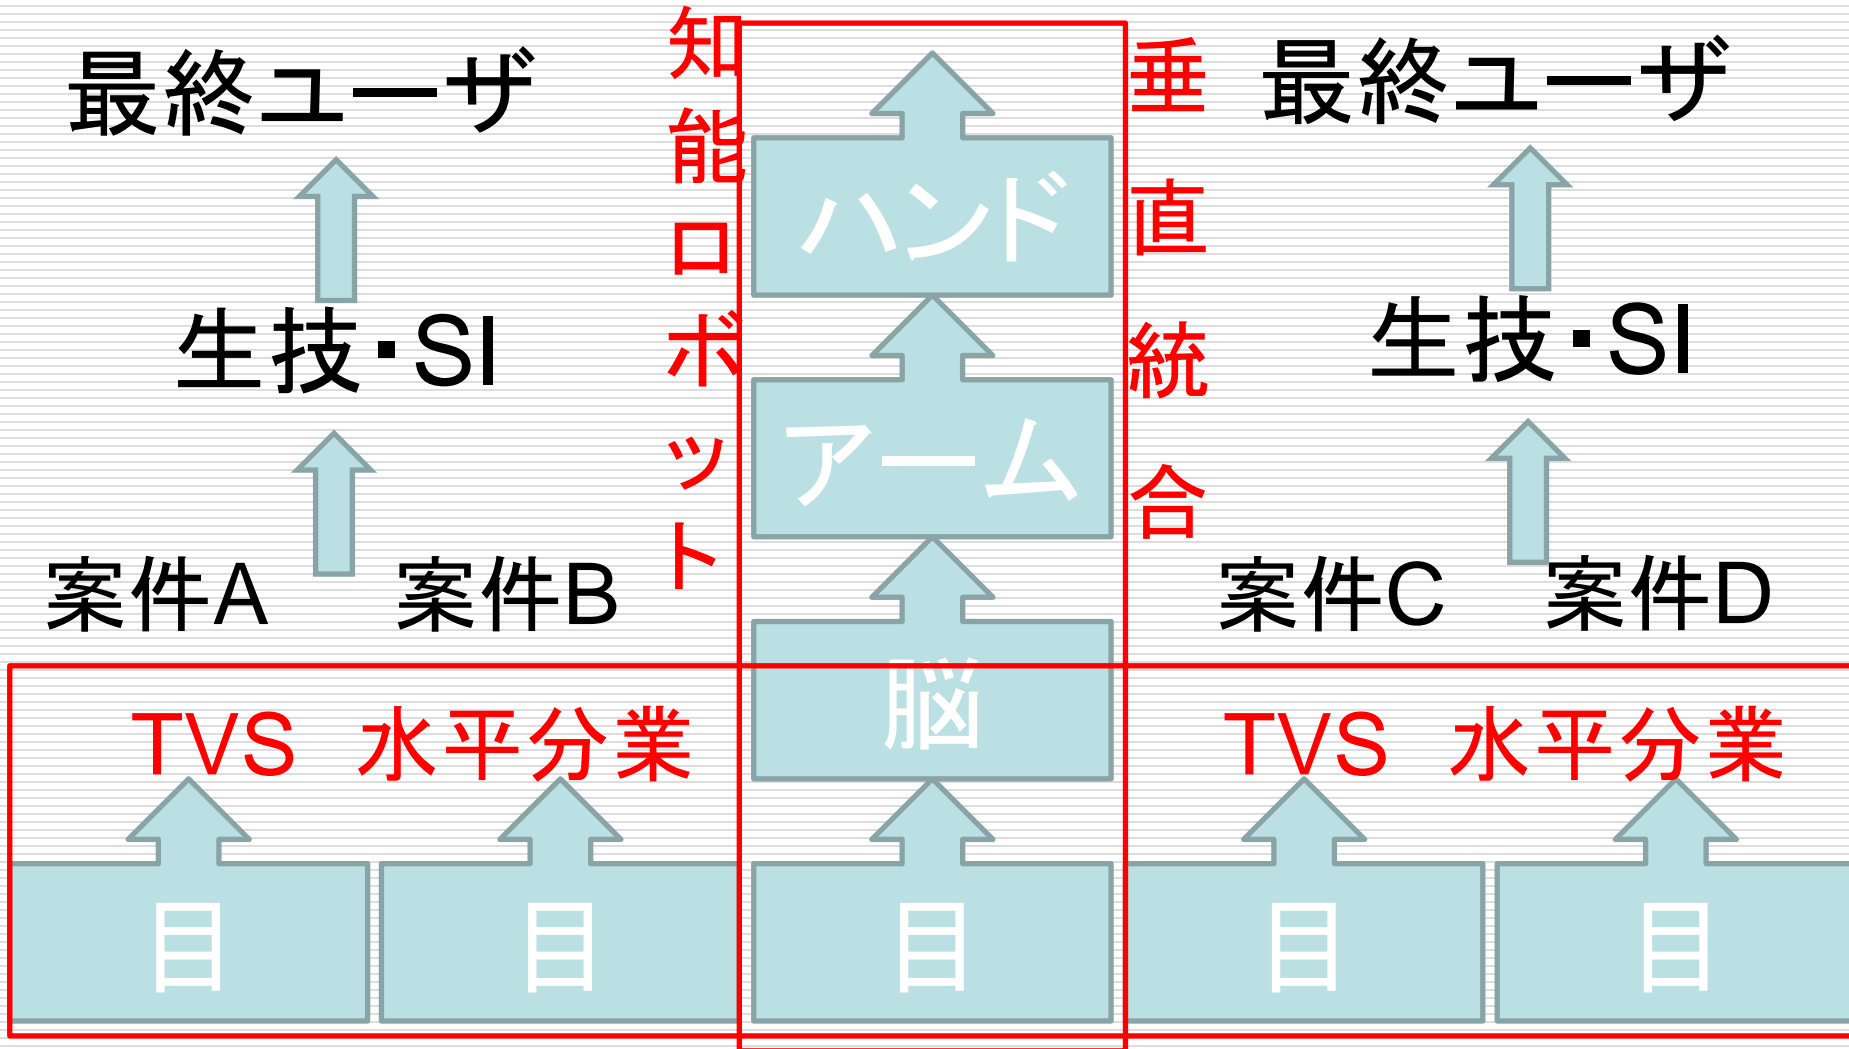 最終ユーザ
生技・SI
案件A
案件B
知能ロボット
ハンド
アーム
脳
目
垂直統合
最終ユーザ
生技・SI
案件C
案件D
TVS 水平分業
TVS 水平分業
目
目
目
目